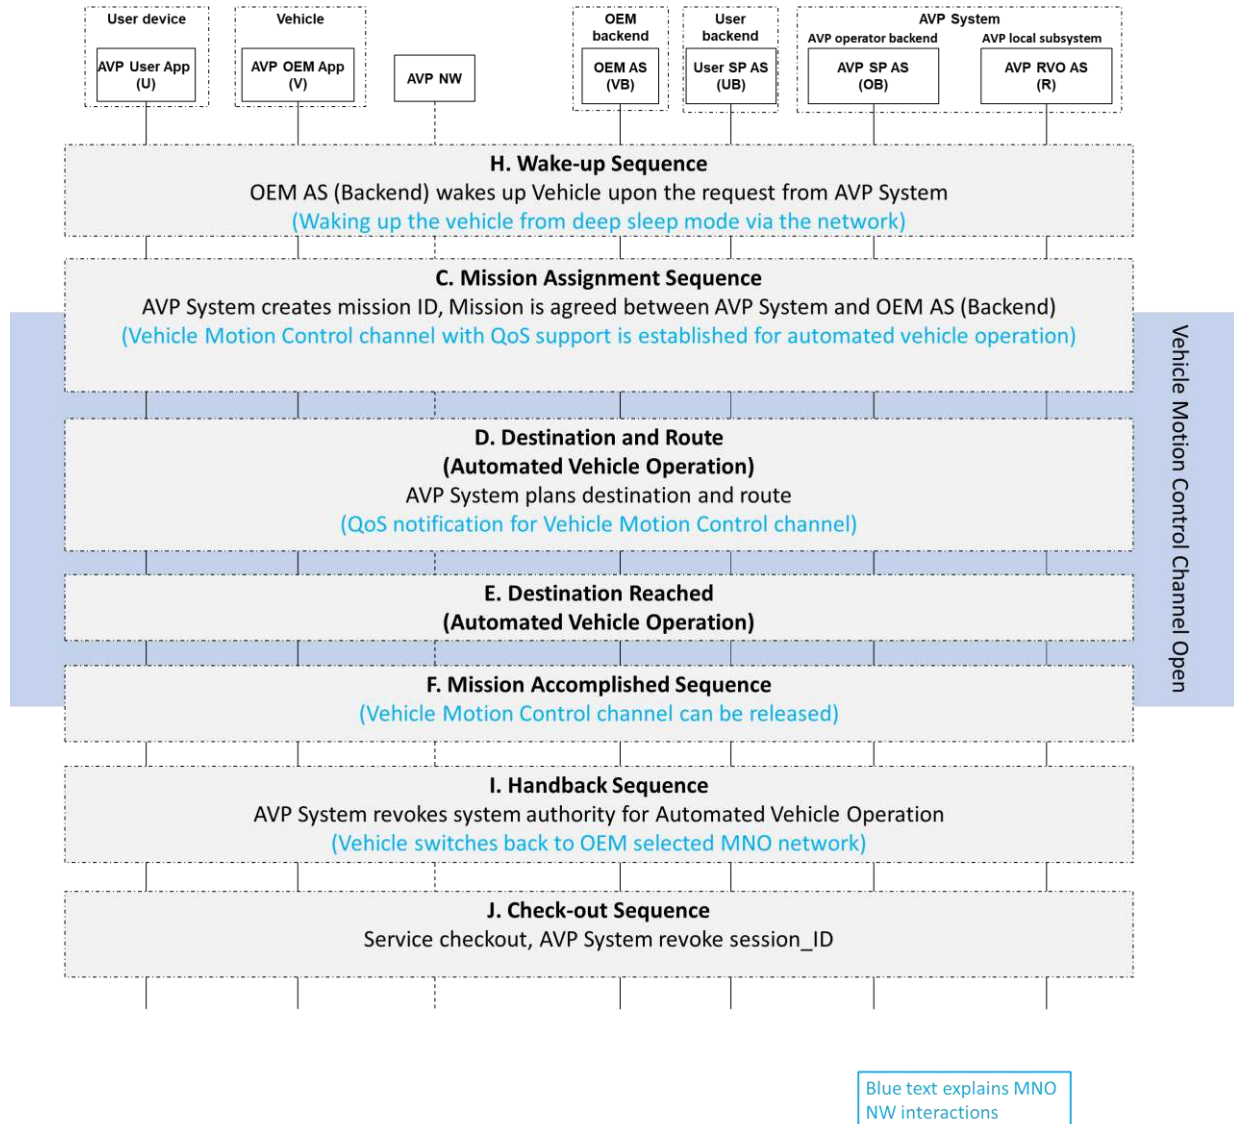 User device
Vehicle
OEM
backend
User
backend
AVP System
AVP operator backend
AVP local subsystem
AVP User App
(U)
AVP OEM App
(V)
AVP NW
OEM AS
(VB)
User SP AS
(UB)
AVP SP AS
(OB)
AVP RVO AS
(R)
H. Wake-up Sequence
OEM AS (Backend) wakes up Vehicle upon the request from AVP System
(Waking up the vehicle from deep sleep mode via the network)
C. Mission Assignment Sequence
AVP System creates mission ID, Mission is agreed between AVP System and OEM AS (Backend)
(Vehicle Motion Control channel with QoS support is established for automated vehicle operation)
D. Destination and Route
(Automated Vehicle Operation)
AVP System plans destination and route
(QoS notification for Vehicle Motion Control channel)
E. Destination Reached
(Automated Vehicle Operation)
F. Mission Accomplished Sequence
(Vehicle Motion Control channel can be released)
Vehicle Motion Control Channel Open
I. Handback Sequence
AVP System revokes system authority for Automated Vehicle Operation
(Vehicle switches back to OEM selected MNO network)
J. Check-out Sequence
Service checkout, AVP System revoke session_ID
Blue text explains MNO
NW interactions